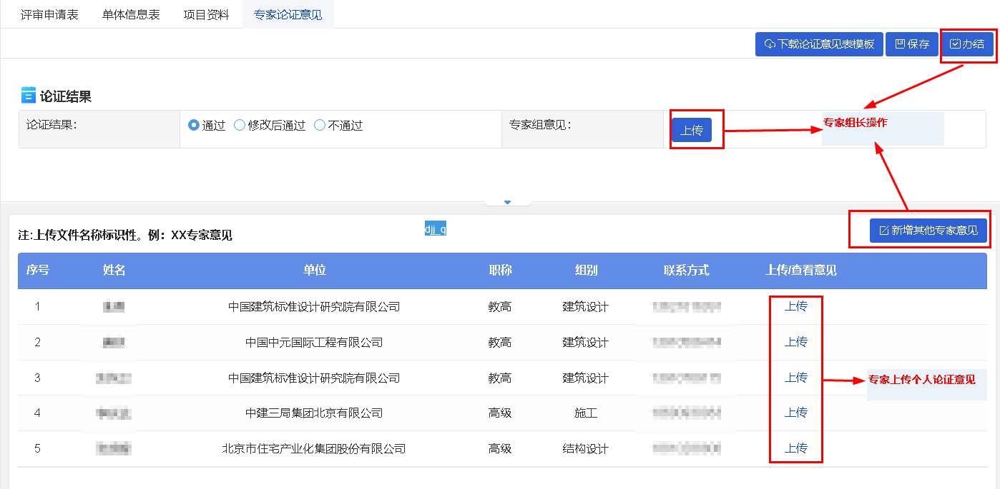 评审申请表 单体信息表 项目资料 专家论证意见
下载论证意见表模板 保存 办结
论证结果
论证结果: 通过 修改后通过 不通过 专家组意见: 上传 专家组长操作
注:上传文件名称标识性。例：XX专家意见 djj_q 新增其他专家意见
序号 姓名 单位 职称 组别 联系方式 上传/查看意见
1 中国建筑标准设计研究院有限公司 教高 建筑设计 上传
2 中国中元国际工程有限公司 教高 建筑设计 上传
3 中国建筑标准设计研究院有限公司 教高 建筑设计 上传
专家上传个人论证意见
4 中建三局集团北京有限公司 高级 施工 上传
5 北京市住宅产业化集团股份有限公司 高级 结构设计 上传